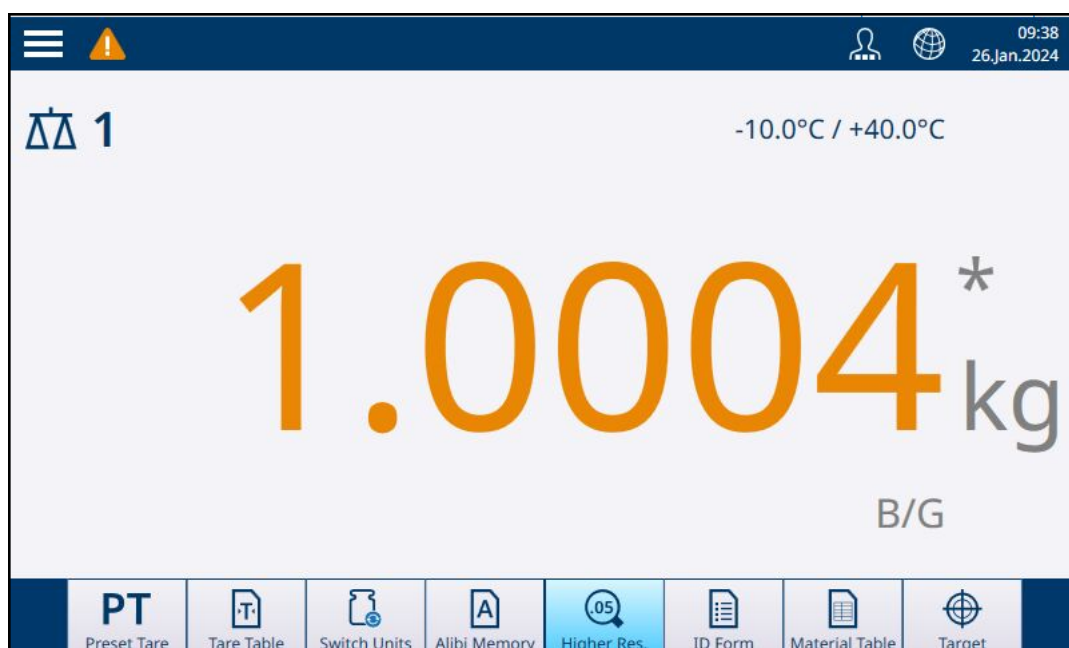 09:38
26.Jan.2024
1
-10.0°C / +40.0°C
1.0004 *
kg
B/G
PT
T
A
.05
Preset Tare
Tare Table
Switch Units
Alibi Memory
Higher Res.
ID Form
Material Table
Target